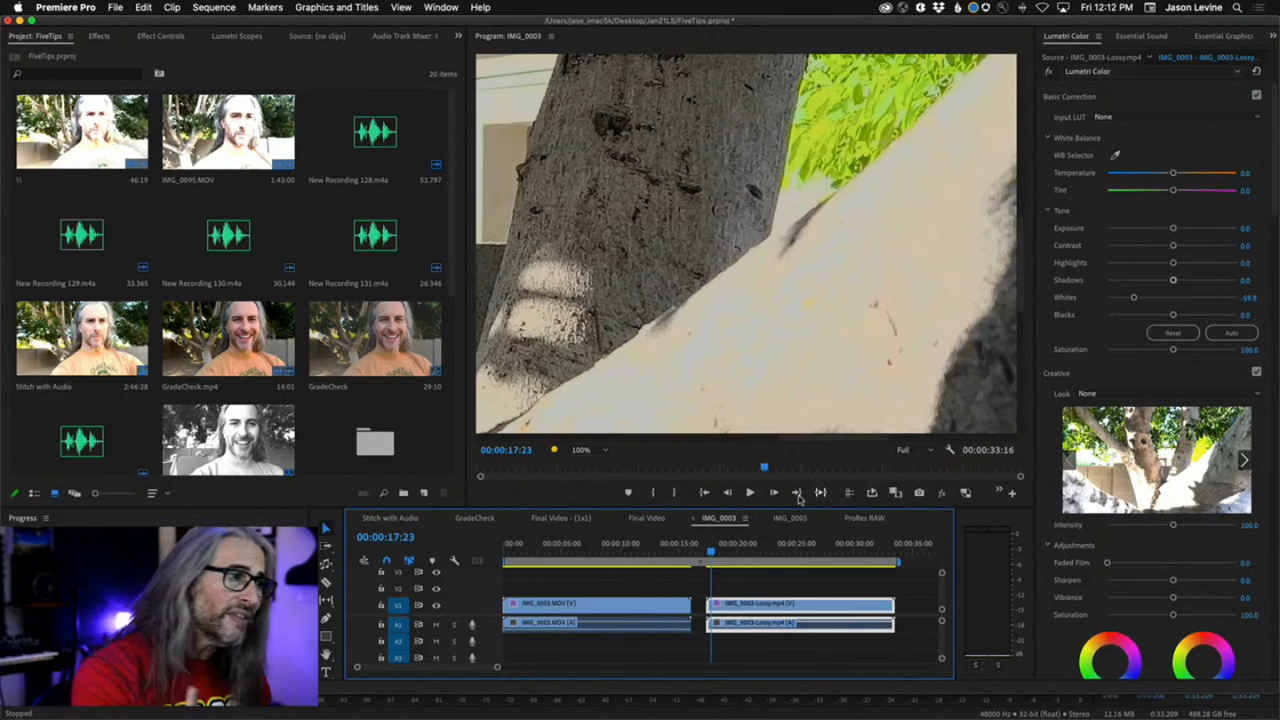 Premiere Pro File Edit Clip Sequence Markers Graphics and Titles View Window Help Fri 12:12 PM Jason Levine
/Users/jase_imac5k/Desktop/Jan21LS/FiveTips.prproj *
Project: FiveTips Effects Effect Controls Lumetri Scopes Source: (no clips) Audio Track Mixer:
Program: IMG_0003
Lumetri Color Essential Sound Essential Graphics
FiveTips.prproj
20 items
\\ 46:19
IMG_0095.MOV 1:43:00
New Recording 128.m4a 51.797
New Recording 129.m4a 33.365
New Recording 130.m4a 30.144
New Recording 131.m4a 26.346
Stitch with Audio 2:46:28
GradeCheck.mp4 14:01
GradeCheck 29:10
00:00:17:23 100% Full 00:00:33:16
Source - IMG_0003-Lossy.mp4 IMG_0003 - IMG_0003-Lossy...
fx Lumetri Color
Basic Correction
Input LUT None
White Balance
WB Selector
Temperature 0.0
Tint 0.0
Tone
Exposure 0.0
Contrast 0.0
Highlights 0.0
Shadows 0.0
Whites -59.8
Blacks 0.0
Reset Auto
Saturation 100.0
Creative
Look None
Intensity 100.0
Adjustments
Faded Film 0.0
Sharpen 0.0
Vibrance 0.0
Saturation 100.0
Progress
Stitch with Audio GradeCheck Final Video - (1x1) Final Video × IMG_0003 IMG_0005 ProRes RAW
00:00:17:23
:00:00 00:00:05:00 00:00:10:00 00:00:15:00 00:00:20:00 00:00:25:00 00:00:30:00 00:00:35:00
V3
V2
V1 IMG_0003.MOV [V] IMG_0003-Lossy.mp4 [V]
A1 M S IMG_0003.MOV [A] IMG_0003-Lossy.mp4 [A]
A2 M S
A3 M S
S S
Stopped
48000 Hz - 32-bit (float) - Stereo 12.16 MB 0:33.209 488.28 GB free